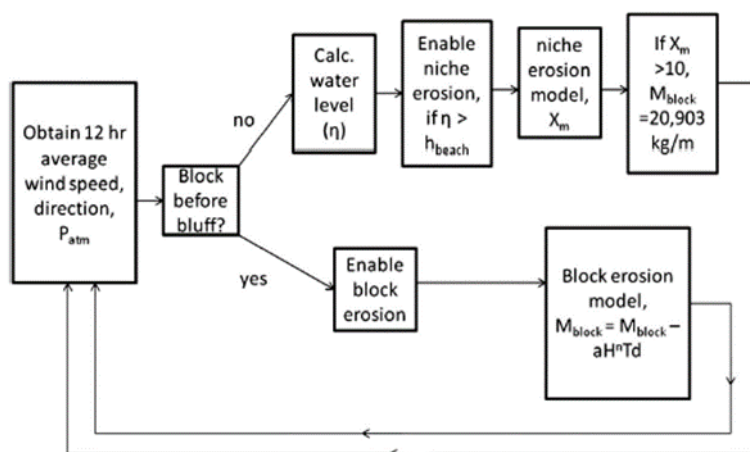 Obtain 12 hr
average
wind speed,
direction,
Patm
Block
before
bluff?
no
Calc.
water
level
(η)
Enable
niche
erosion,
if η >
hbeach
niche
erosion
model,
Xm
If Xm
>10,
Mblock
=20,903
kg/m
yes
Enable
block
erosion
Block erosion
model,
Mblock = Mblock –
aHⁿTd